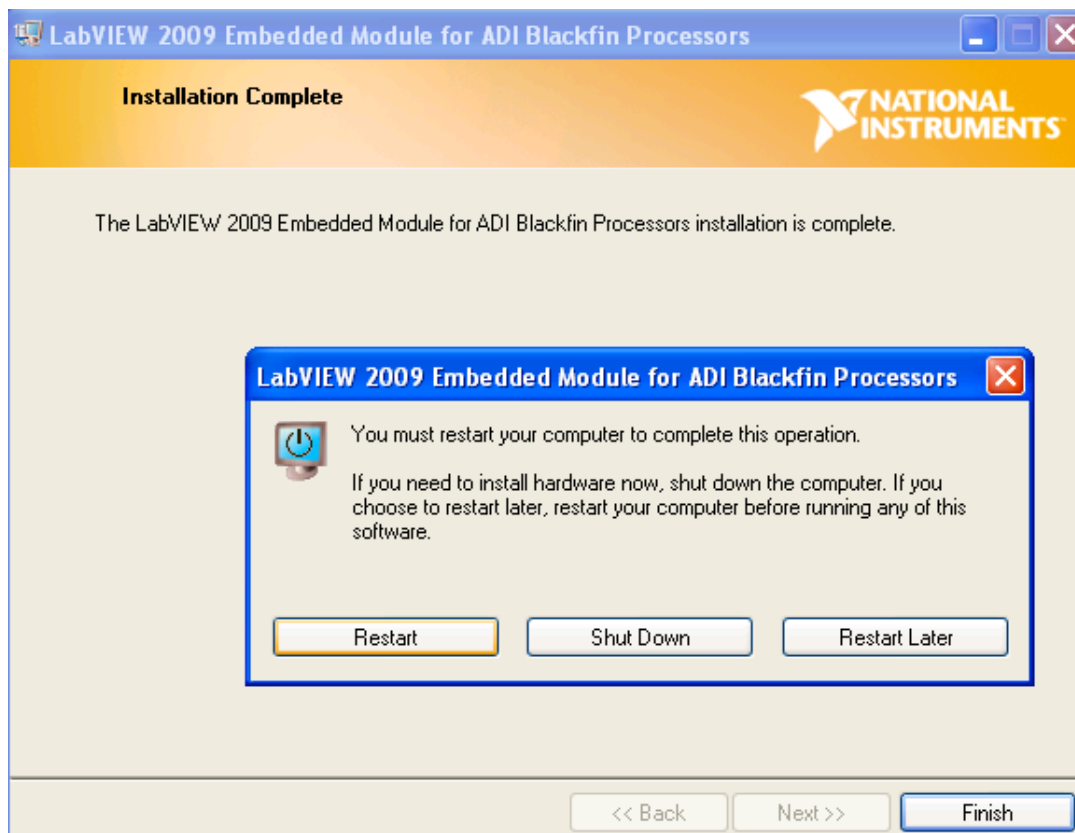 LabVIEW 2009 Embedded Module for ADI Blackfin Processors
Installation Complete
NATIONAL
INSTRUMENTS
The LabVIEW 2009 Embedded Module for ADI Blackfin Processors installation is complete.
LabVIEW 2009 Embedded Module for ADI Blackfin Processors
You must restart your computer to complete this operation.
If you need to install hardware now, shut down the computer. If you
choose to restart later, restart your computer before running any of this
software.
Restart Shut Down Restart Later
<< Back Next >> Finish